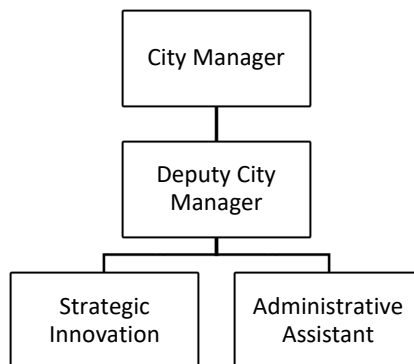 City Manager
Deputy City
Manager
Strategic
Innovation
Administrative
Assistant